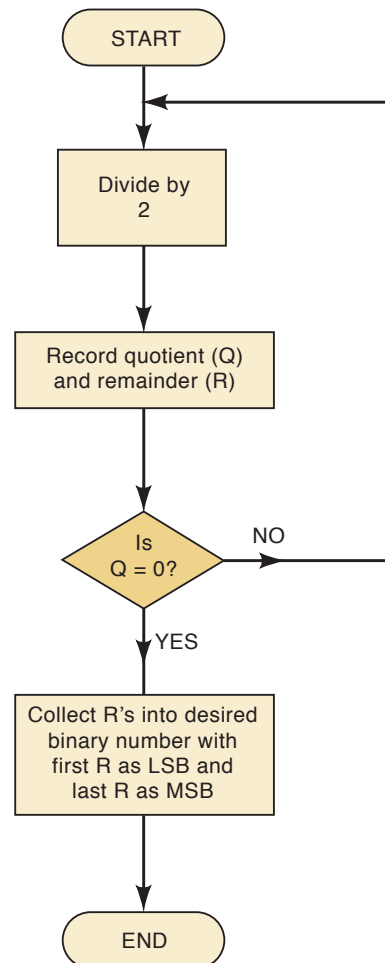 START
Divide by
2
Record quotient (Q)
and remainder (R)
Is
Q = 0?
NO
YES
Collect R's into desired
binary number with
first R as LSB and
last R as MSB
END